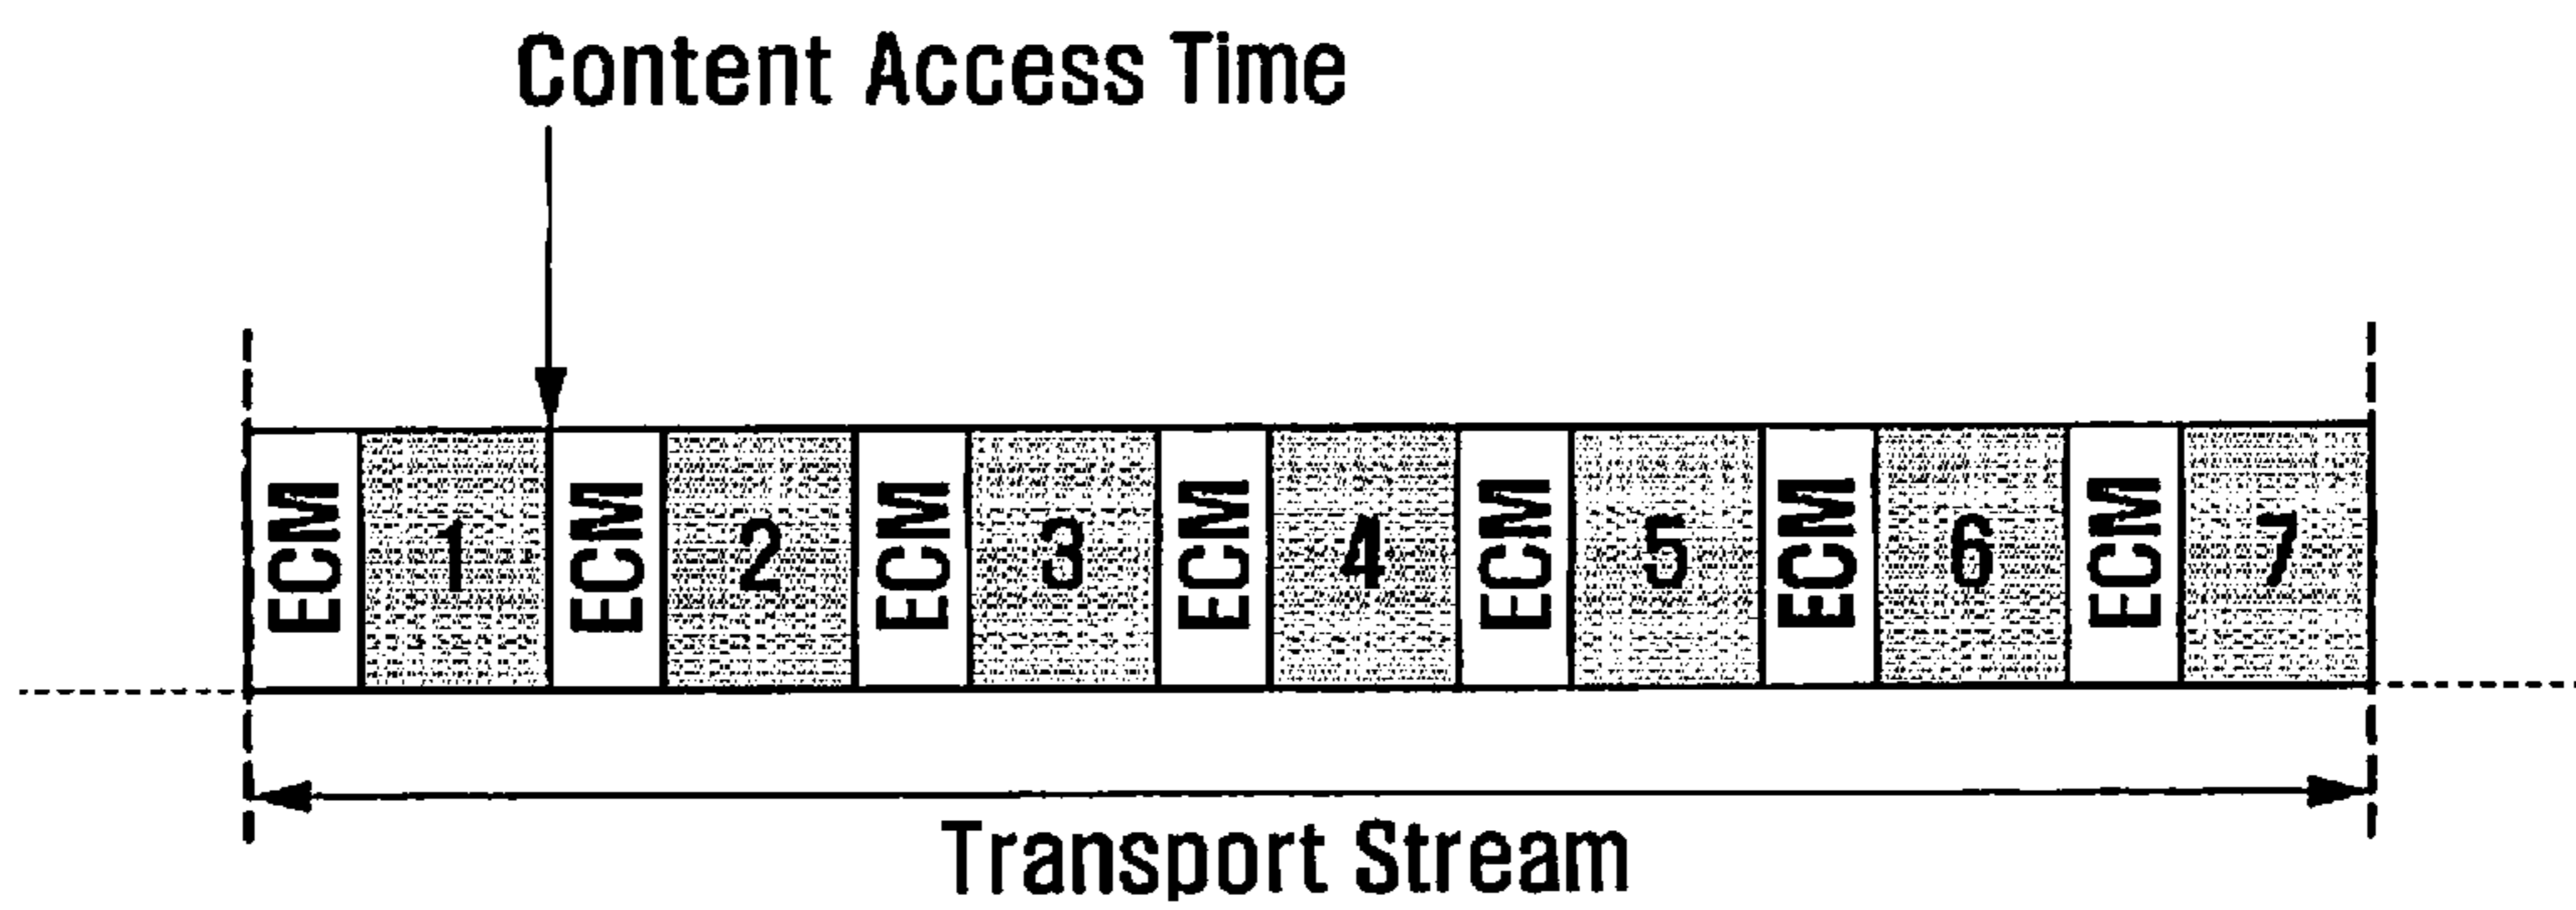 Content Access Time
ECM 1 ECM 2 ECM 3 ECM 4 ECM 5 ECM 6 ECM 7
Transport Stream